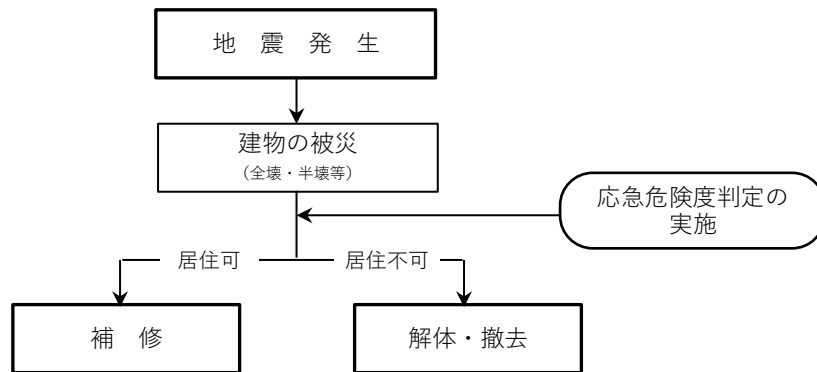 地　震　発　生
建物の被災
（全壊・半壊等）
応急危険度判定の
実施
居住可
居住不可
補　修
解体・撤去